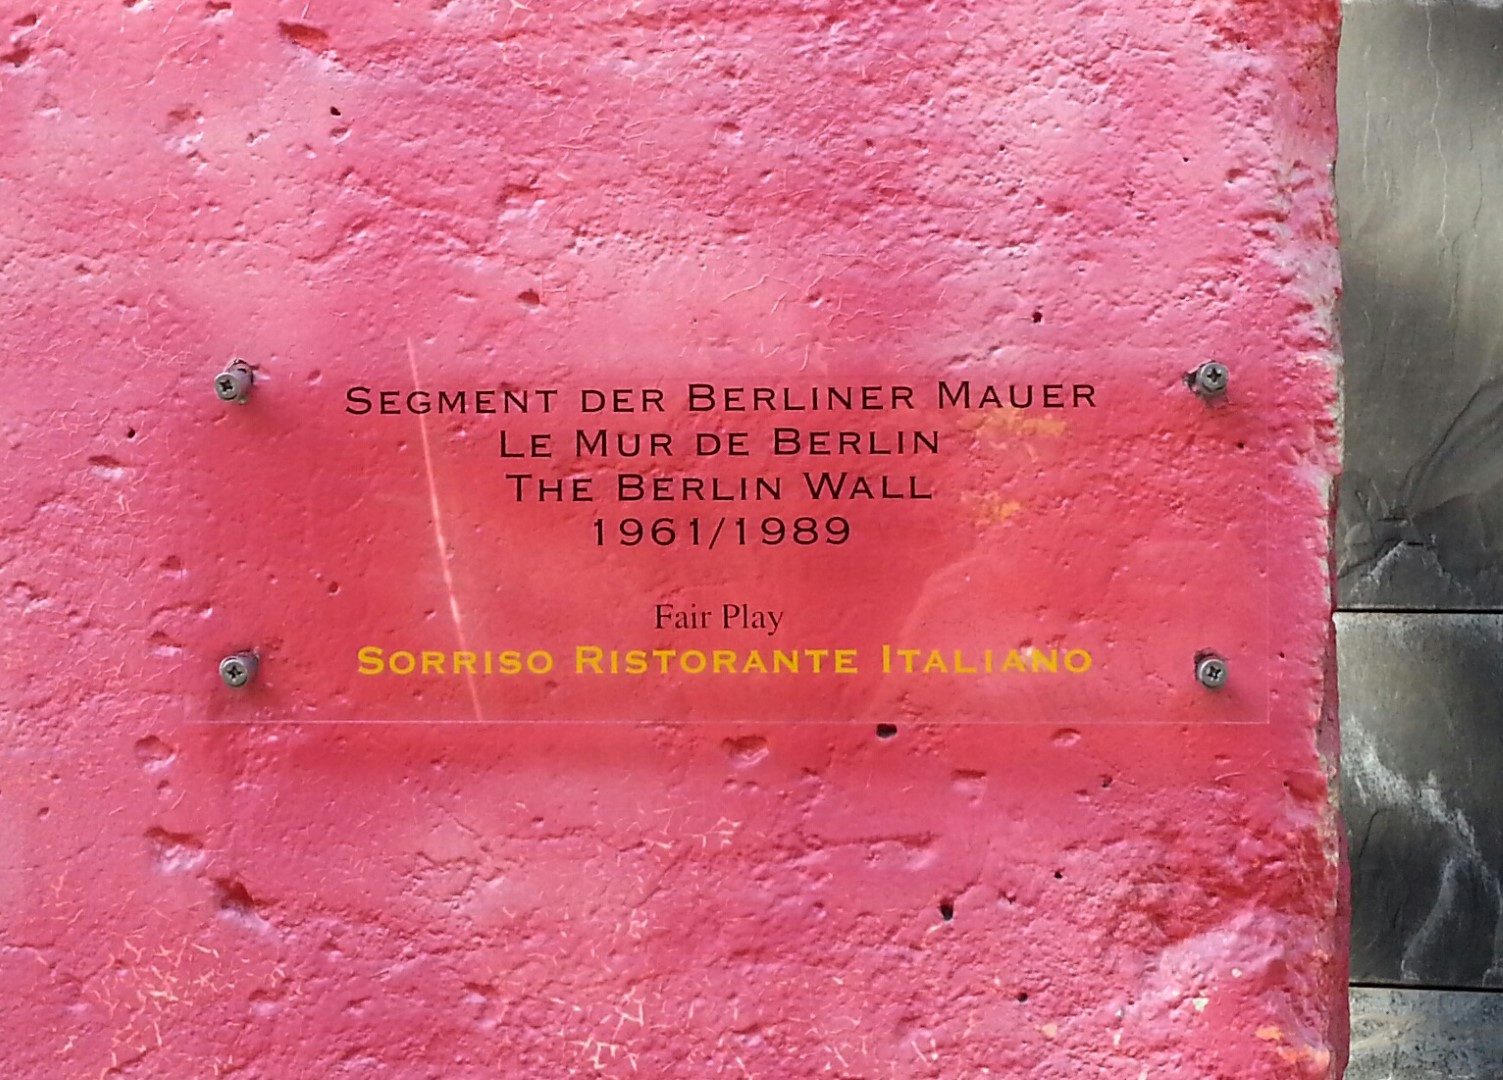 Segment der Berliner Mauer
Le Mur de Berlin
The Berlin Wall
1961/1989
Fair Play
Sorriso Ristorante Italiano